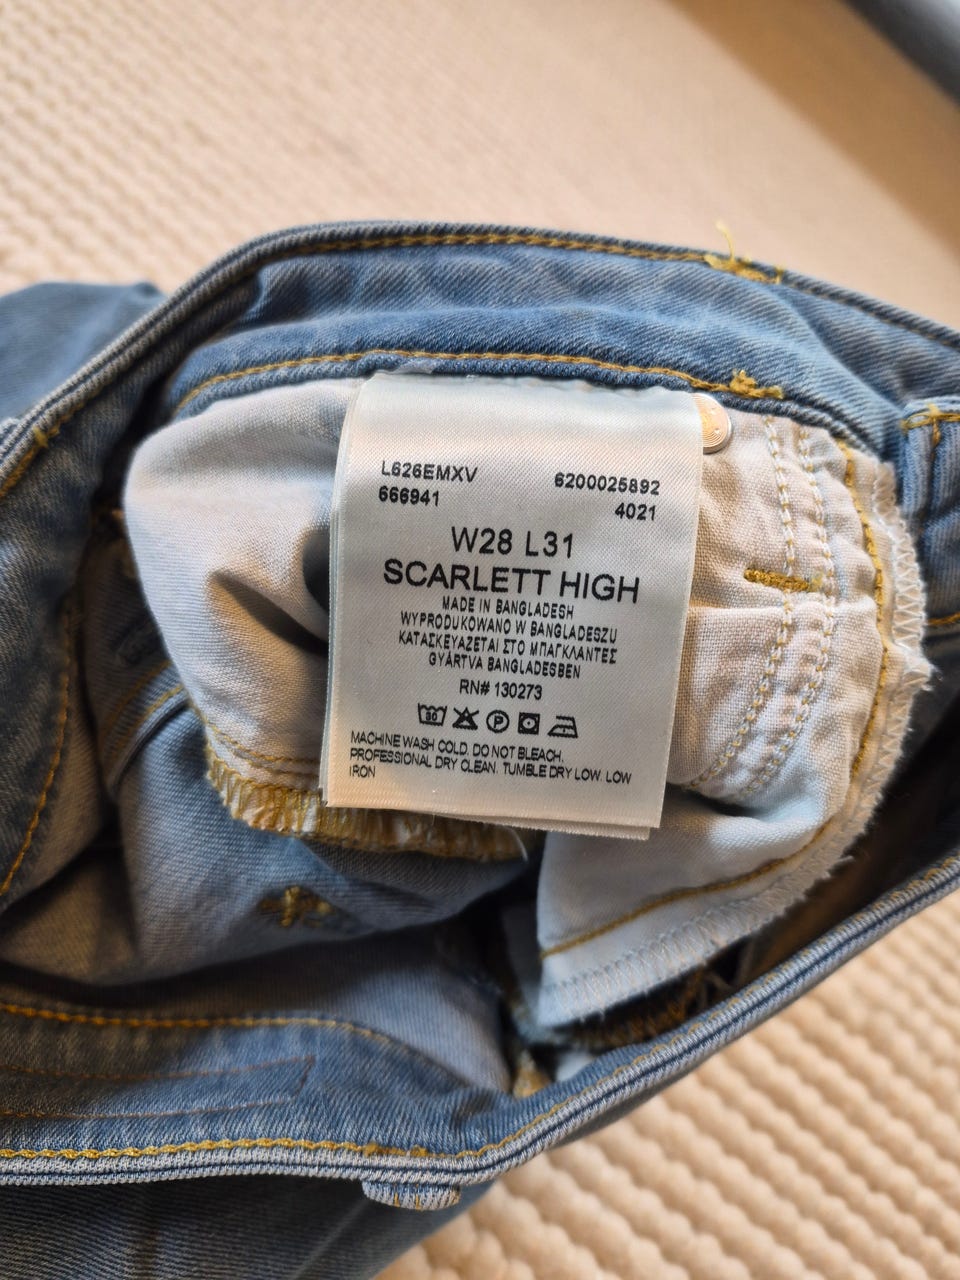 L626EMXV 6200025892
666941 4021
W28 L31
SCARLETT HIGH
MADE IN BANGLADESH
WYPRODUKOWANO W BANGLADESZU
ΚΑΤΑΣΚΕΥΑΖΕΤΑΙ ΣΤΟ ΜΠΑΓΚΛΑΝΤΕΣ
GYÁRTVA BANGLADESBEN
RN# 130273
30 P
MACHINE WASH COLD. DO NOT BLEACH.
PROFESSIONAL DRY CLEAN. TUMBLE DRY LOW. LOW
IRON